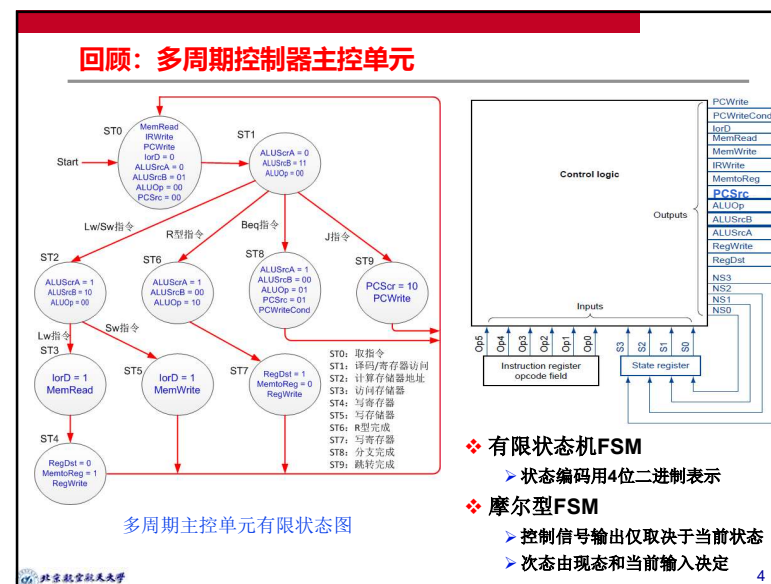 回顾：多周期控制器主控单元
ST0
MemRead
IRWrite
PCWrite
IorD = 0
ALUSrcA = 0
ALUSrcB = 01
ALUOp = 00
PCSrc = 00
Start
ST1
ALUScrA = 0
ALUSrcB = 11
ALUOp = 00
Lw/Sw指令
R型指令
Beq指令
J指令
ST2
ALUScrA = 1
ALUSrcB = 10
ALUOp = 00
ST6
ALUScrA = 1
ALUSrcB = 00
ALUOp = 10
ST8
ALUScrA = 1
ALUSrcB = 00
ALUOp = 01
PCSrc = 01
PCWriteCond
ST9
PCScr = 10
PCWrite
Lw指令
Sw指令
ST3
IorD = 1
MemRead
ST5
IorD = 1
MemWrite
ST7
RegDst = 1
MemtoReg = 0
RegWrite
ST4
RegDst = 0
MemtoReg = 1
RegWrite
ST0：取指令
ST1：译码/寄存器访问
ST2：计算存储器地址
ST3：访问存储器
ST4：写寄存器
ST5：写存储器
ST6：R型完成
ST7：写寄存器
ST8：分支完成
ST9：跳转完成
多周期主控单元有限状态图
Control logic
Outputs
PCWrite
PCWriteCond
IorD
MemRead
MemWrite
IRWrite
MemtoReg
PCSrc
ALUOp
ALUSrcB
ALUSrcA
RegWrite
RegDst
NS3
NS2
NS1
NS0
Inputs
Op5
Op4
Op3
Op2
Op1
Op0
S3
S2
S1
S0
Instruction register
opcode field
State register
有限状态机FSM
状态编码用4位二进制表示
摩尔型FSM
控制信号输出仅取决于当前状态
次态由现态和当前输入决定
北京航空航天大学
4